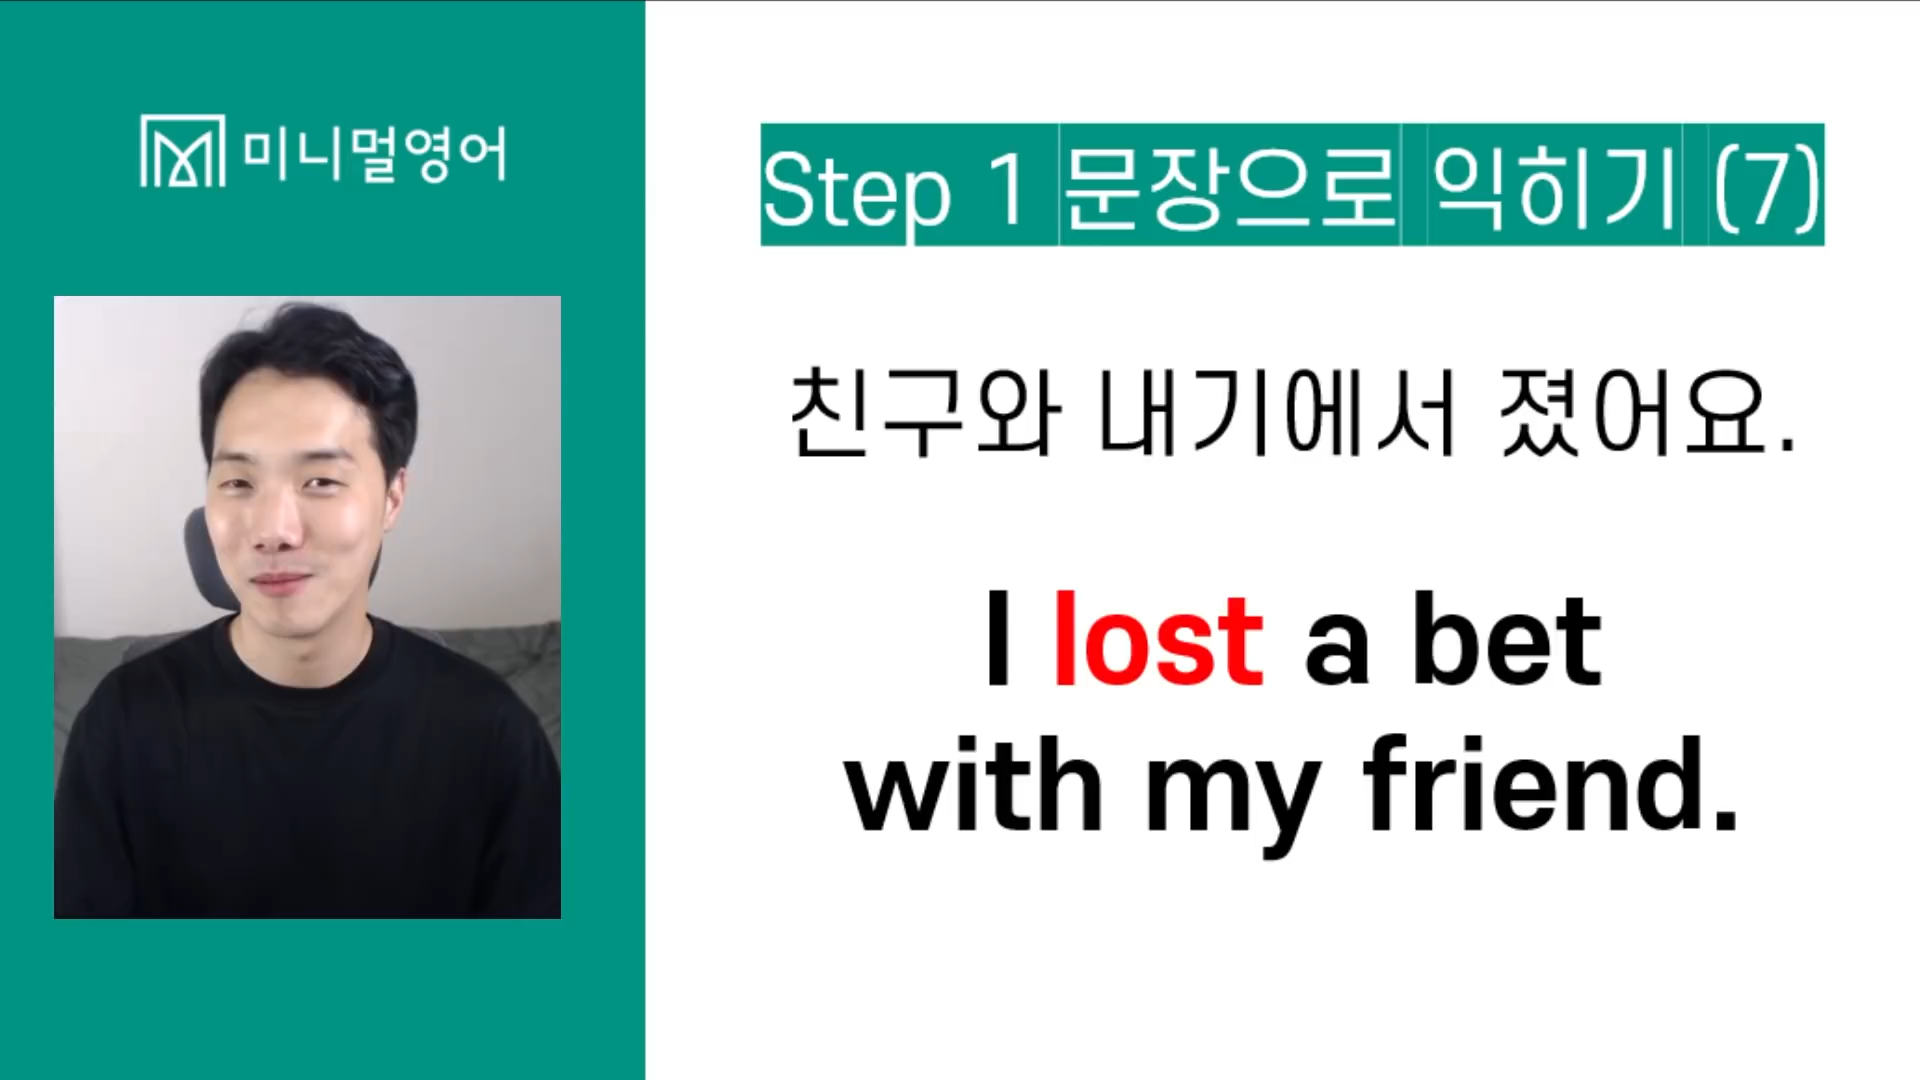 미니멀영어
Step 1 문장으로 익히기 (7)
친구와 내기에서 졌어요.
I lost a bet
with my friend.